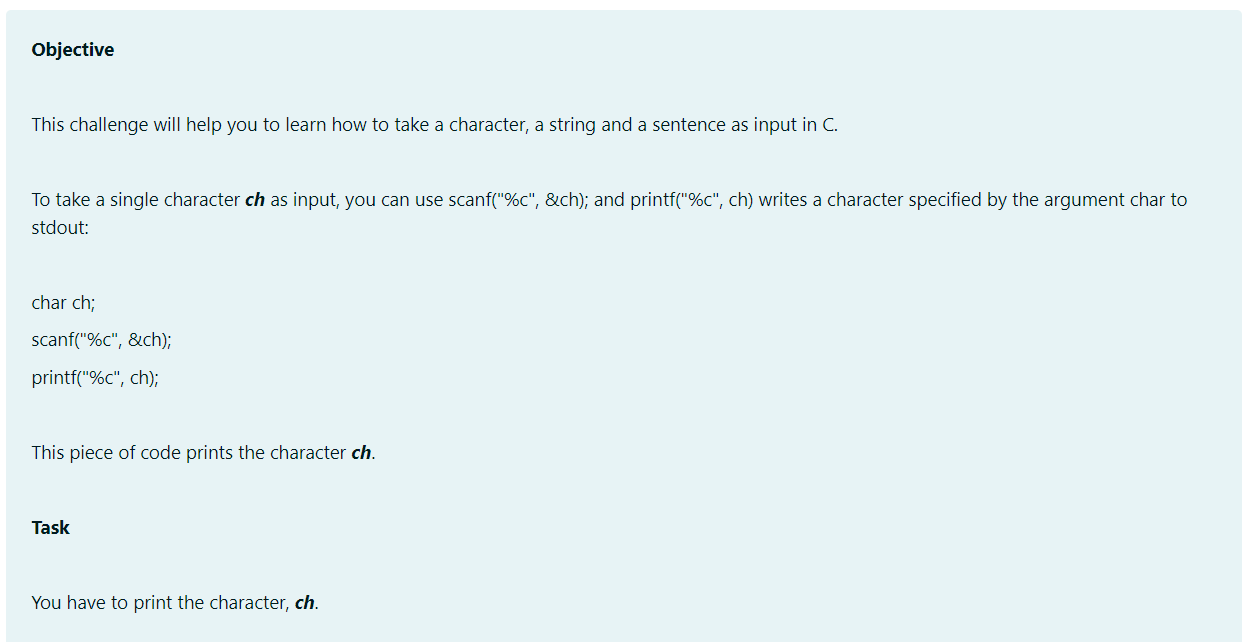 Objective
This challenge will help you to learn how to take a character, a string and a sentence as input in C.
To take a single character ch as input, you can use scanf("%c", &ch); and printf("%c", ch) writes a character specified by the argument char to
stdout:
char ch;
scanf("%c", &ch);
printf("%c", ch);
This piece of code prints the character ch.
Task
You have to print the character, ch.